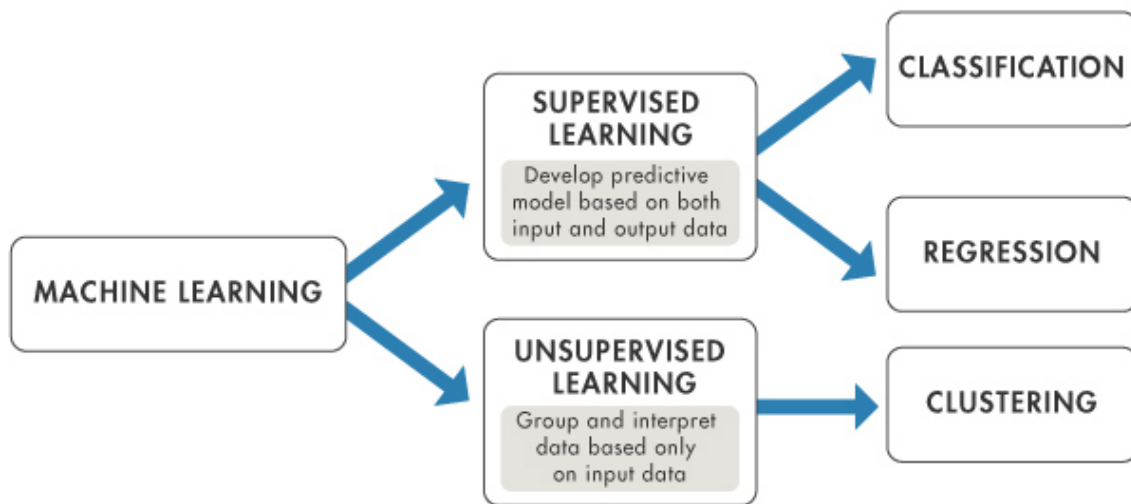 MACHINE LEARNING
SUPERVISED
LEARNING
Develop predictive
model based on both
input and output data
UNSUPERVISED
LEARNING
Group and interpret
data based only
on input data
CLASSIFICATION
REGRESSION
CLUSTERING